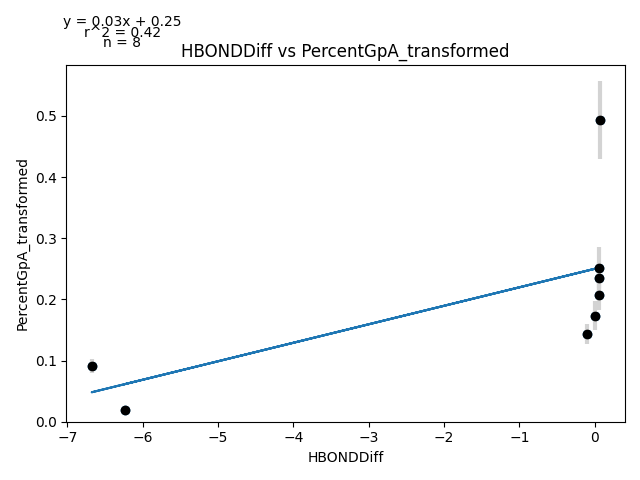 y = 0.03x + 0.25
r^2 = 0.42
n = 8
HBONDDiff vs PercentGpA_transformed
PercentGpA_transformed
0.5
0.4
0.3
0.2
0.1
0.0
−7 −6 −5 −4 −3 −2 −1 0
HBONDDiff